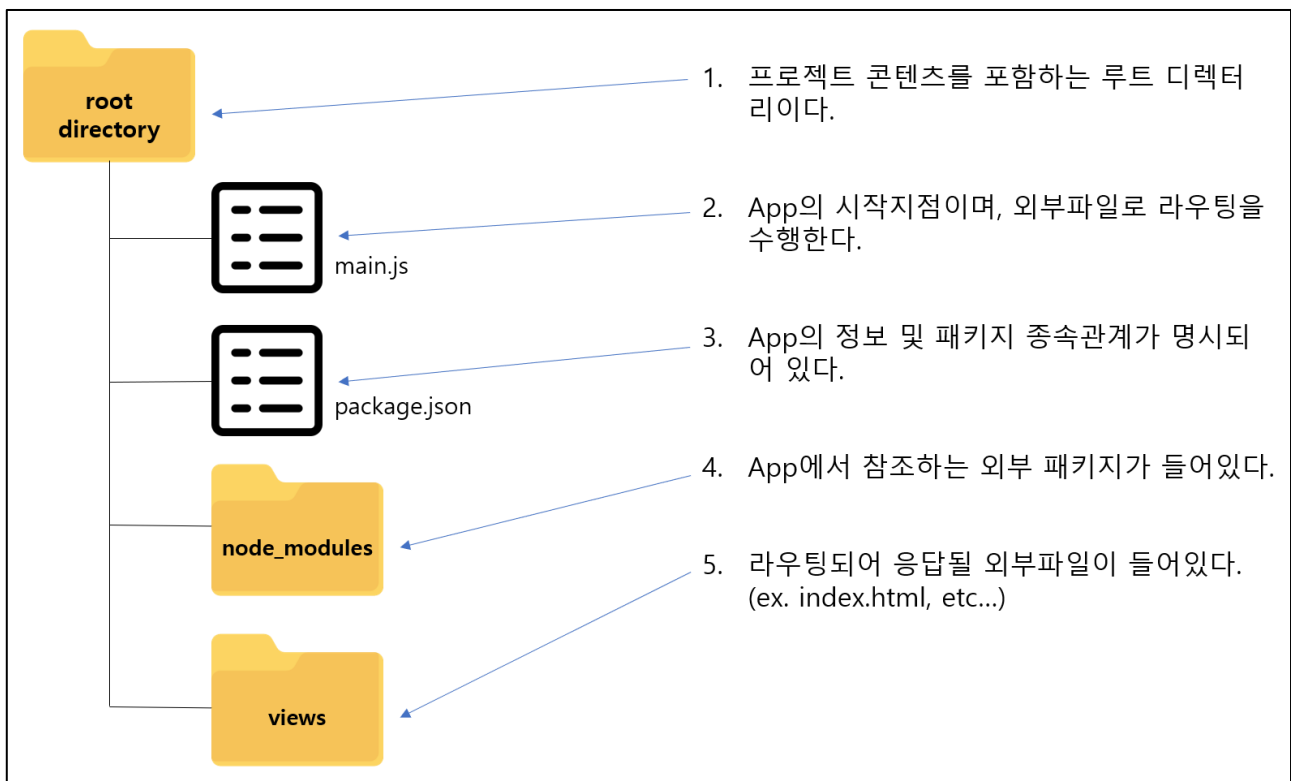 root
directory
1. 프로젝트 콘텐츠를 포함하는 루트 디렉터
리이다.
main.js
2. App의 시작지점이며, 외부파일로 라우팅을
수행한다.
package.json
3. App의 정보 및 패키지 종속관계가 명시되
어 있다.
node_modules
4. App에서 참조하는 외부 패키지가 들어있다.
views
5. 라우팅되어 응답될 외부파일이 들어있다.
(ex. index.html, etc...)